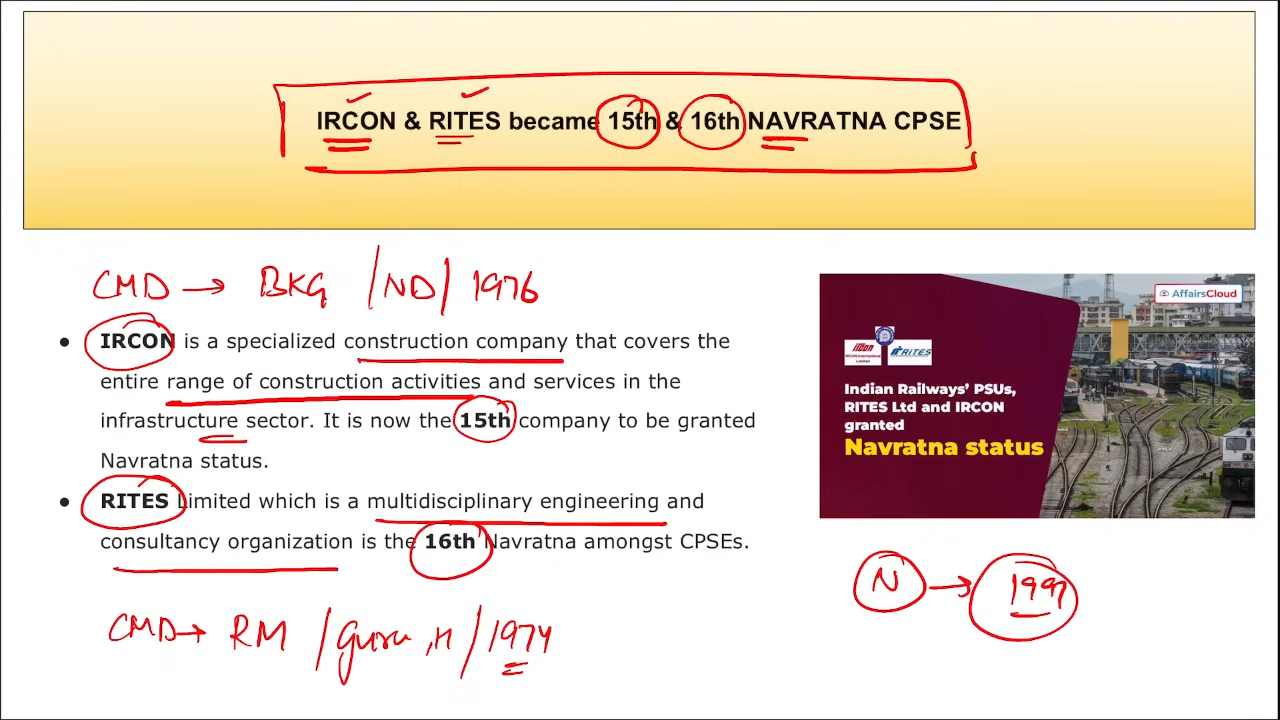 IRCON & RITES became 15th & 16th NAVRATNA CPSE
CMD → BKG / ND / 1976
● IRCON is a specialized construction company that covers the
entire range of construction activities and services in the
infrastructure sector. It is now the 15th company to be granted
Navratna status.
● RITES Limited which is a multidisciplinary engineering and
consultancy organization is the 16th Navratna amongst CPSEs.
CMD → RM / Guru, H / 1974
AffairsCloud
ircon
RITES
Indian Railways' PSUs,
RITES Ltd and IRCON
granted
Navratna status
N → 1997